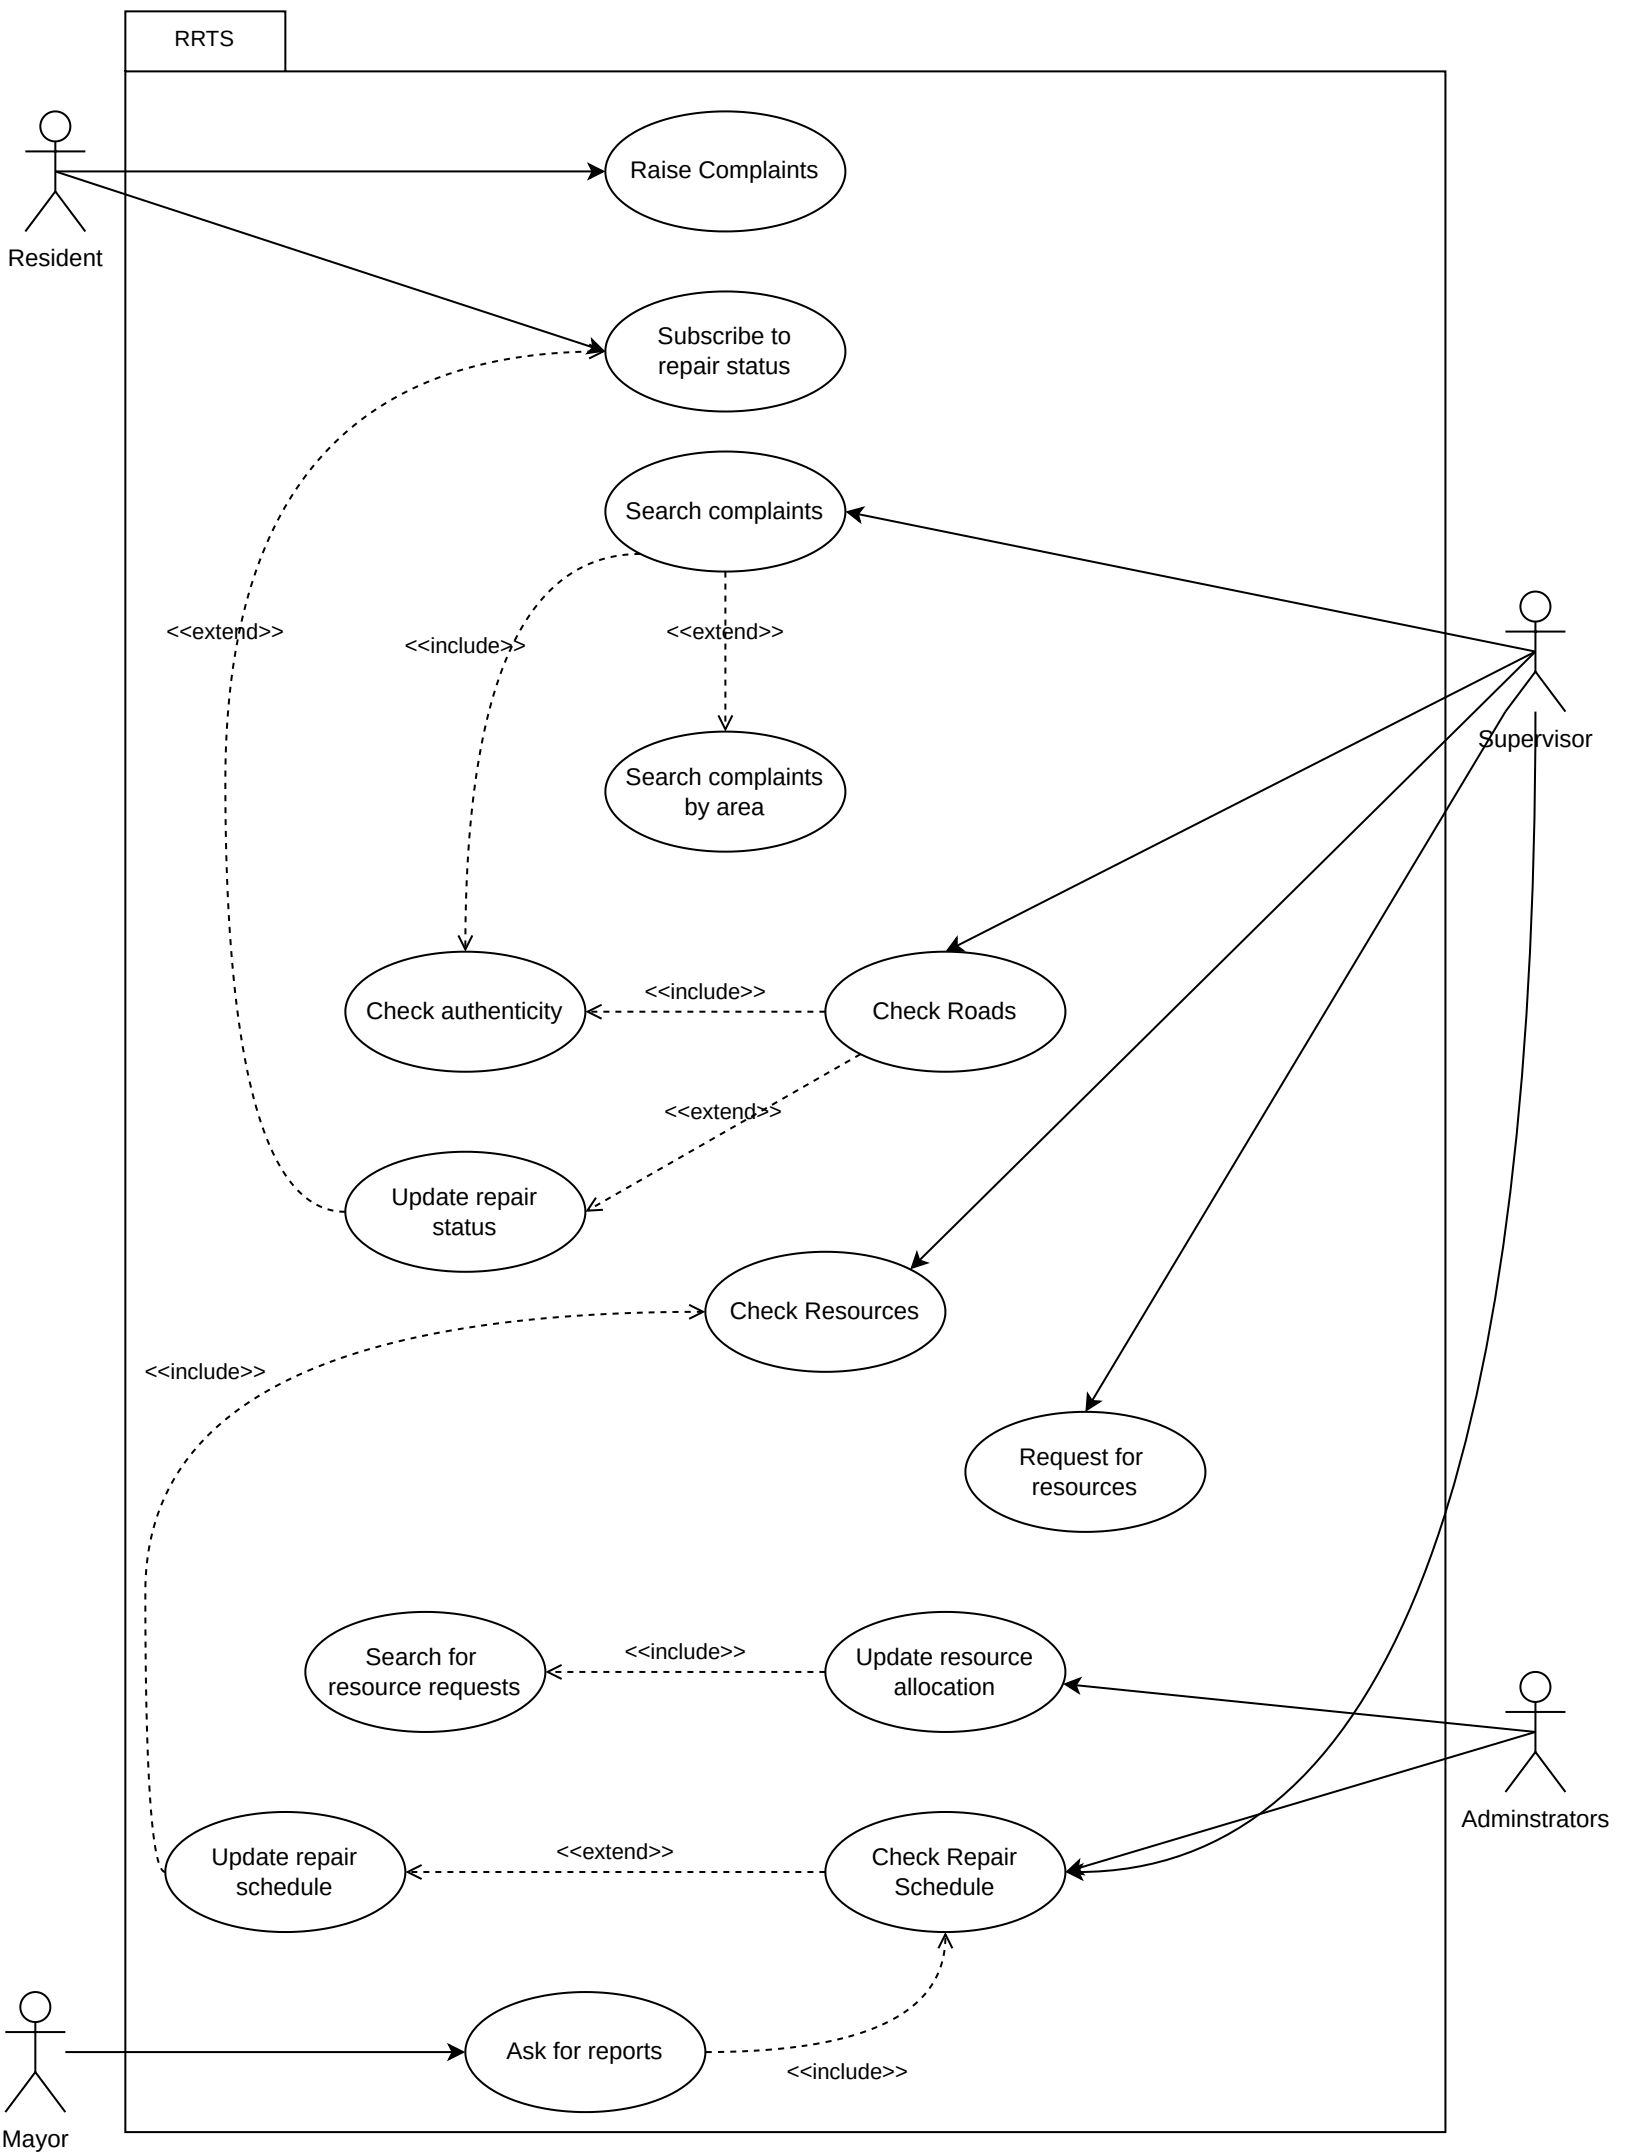 RRTS
Raise Complaints
Resident
Subscribe to
repair status
Search complaints
<<extend>>
<<include>>
<<extend>>
Supervisor
Search complaints
by area
<<include>>
Check authenticity
Check Roads
<<extend>>
Update repair
status
Check Resources
<<include>>
Request for
resources
Search for
resource requests
<<include>>
Update resource
allocation
Adminstrators
Update repair
schedule
<<extend>>
Check Repair
Schedule
Ask for reports
<<include>>
Mayor